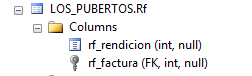 LOS_PUBERTOS.Rf
Columns
rf_rendicion (int, null)
rf_factura (FK, int, null)